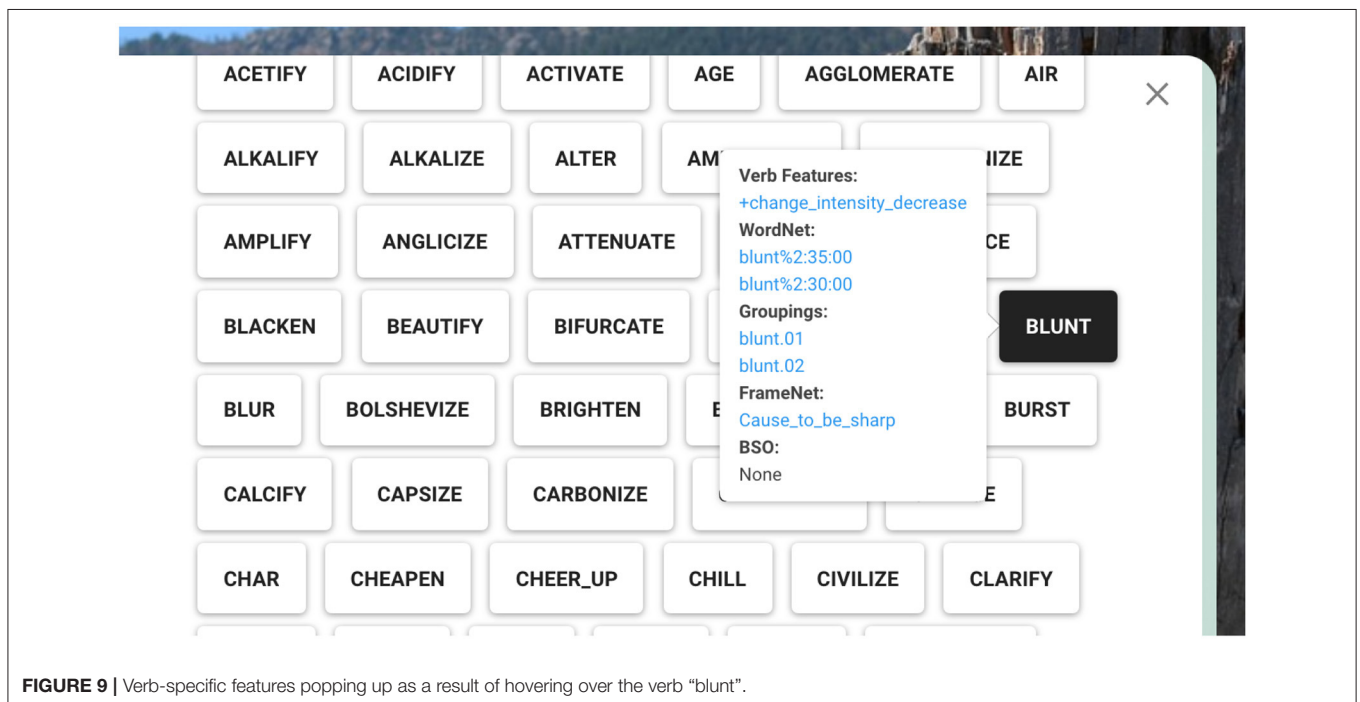 ACETIFY ACIDIFY ACTIVATE AGE AGGLOMERATE AIR
ALKALIFY ALKALIZE ALTER
AMPLIFY ANGLICIZE ATTENUATE
BLACKEN BEAUTIFY BIFURCATE BLUNT
BLUR BOLSHEVIZE BRIGHTEN BURST
CALCIFY CAPSIZE CARBONIZE
CHAR CHEAPEN CHEER_UP CHILL CIVILIZE CLARIFY
Verb Features:
+change_intensity_decrease
WordNet:
blunt%2:35:00
blunt%2:30:00
Groupings:
blunt.01
blunt.02
FrameNet:
Cause_to_be_sharp
BSO:
None
FIGURE 9 | Verb-specific features popping up as a result of hovering over the verb “blunt”.